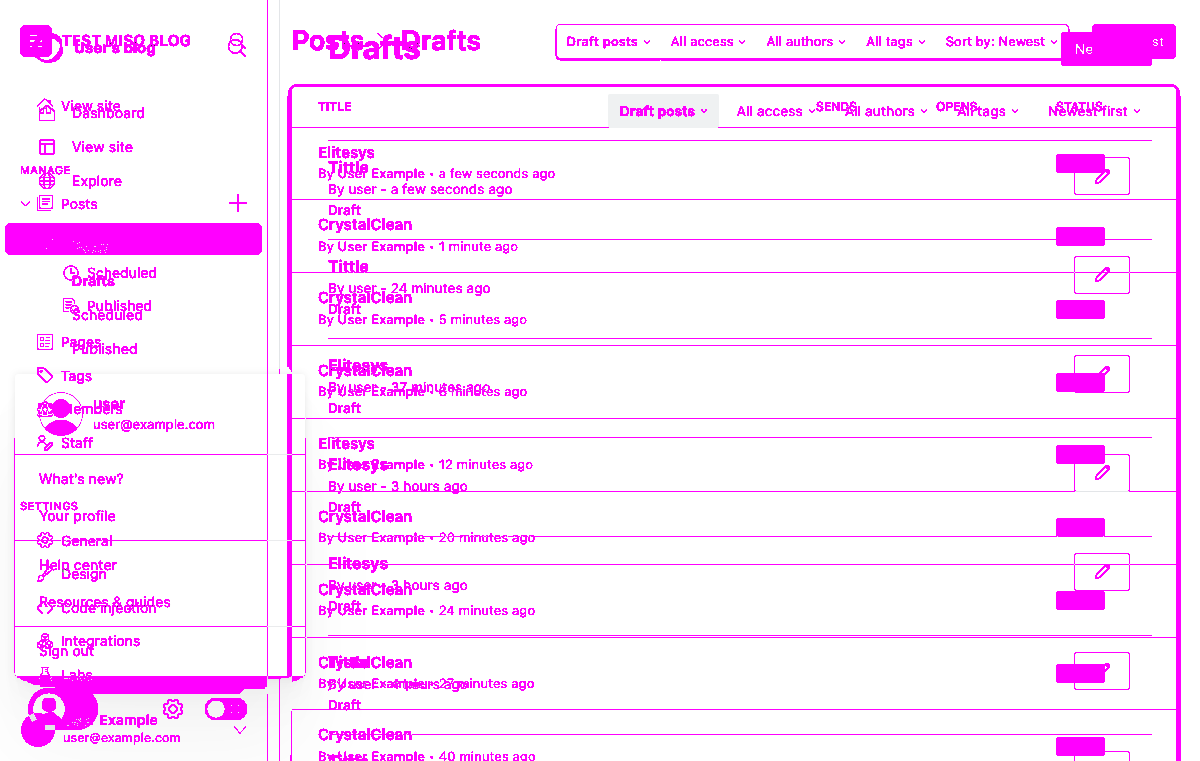 TEST MISO BLOG
user's blog
View site
Dashboard
View site
MANAGE
Explore
Posts
Scheduled
Drafts
Published
Scheduled
Pages
Published
Tags
Members
user
user@example.com
Staff
What's new?
SETTINGS
Your profile
General
Help center
Design
Resources & guides
Code injection
Integrations
Sign out
Labs
Example
user@example.com
Posts
Drafts
Drafts
Draft posts
All access
All authors
All tags
Sort by: Newest
Ne
st
TITLE
SENDS
OPENS
STATUS
Draft posts
All access
All authors
All tags
Newest first
Elitesys
By User Example • a few seconds ago
Tittle
By user - a few seconds ago
Draft
CrystalClean
By User Example • 1 minute ago
Tittle
By user - 24 minutes ago
Draft
CrystalClean
By User Example • 5 minutes ago
Elitesys
By user - 37 minutes ago
Draft
CrystalClean
By User Example • 8 minutes ago
Elitesys
By User Example • 12 minutes ago
Elitesys
By user - 3 hours ago
Draft
CrystalClean
By User Example • 20 minutes ago
Elitesys
By user - 3 hours ago
Draft
CrystalClean
By User Example • 24 minutes ago
Tittle
CrystalClean
By User Example • 27 minutes ago
Draft
CrystalClean
By User Example • 40 minutes ago